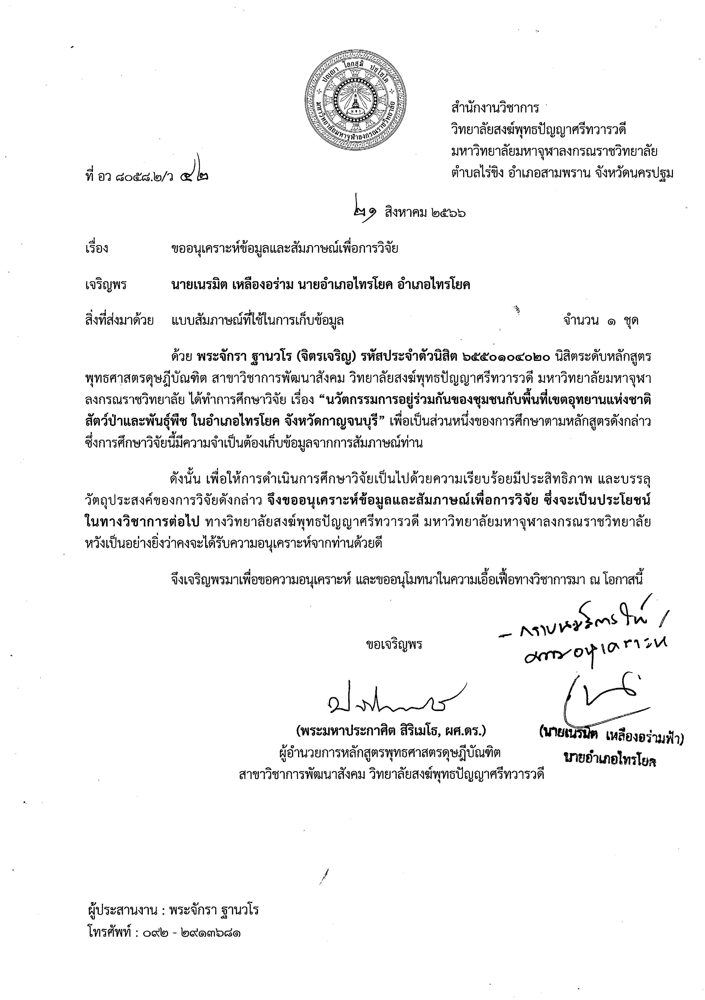 ปญฺญา โลกสฺมิ ปชฺโชโต
มหาวิทยาลัยมหาจุฬาลงกรณราชวิทยาลัย
ม จ ร
สำนักงานวิชาการ
วิทยาลัยสงฆ์พุทธปัญญาศรีทวารวดี
มหาวิทยาลัยมหาจุฬาลงกรณราชวิทยาลัย
ตำบลไร่ขิง อำเภอสามพราน จังหวัดนครปฐม
ที่ อว ๘๐๕๘.๒/ว ๔๒
๒๑ สิงหาคม ๒๕๖๖
เรื่อง ขออนุเคราะห์ข้อมูลและสัมภาษณ์เพื่อการวิจัย
เจริญพร นายเนรมิต เหลืองอร่าม นายอำเภอไทรโยค อำเภอไทรโยค
สิ่งที่ส่งมาด้วย แบบสัมภาษณ์ที่ใช้ในการเก็บข้อมูล จำนวน ๑ ชุด
ด้วย พระจักรา ฐานวโร (จิตรเจริญ) รหัสประจำตัวนิสิต ๖๕๕๐๑๐๔๐๒๐ นิสิตระดับหลักสูตร
พุทธศาสตรดุษฎีบัณฑิต สาขาวิชาการพัฒนาสังคม วิทยาลัยสงฆ์พุทธปัญญาศรีทวาราวดี มหาวิทยาลัยมหาจุฬา
ลงกรณราชวิทยาลัย ได้ทำการศึกษาวิจัย เรื่อง “นวัตกรรมการอยู่ร่วมกันของชุมชนกับพื้นที่เขตอุทยานแห่งชาติ
สัตว์ป่าและพันธุ์พืช ในอำเภอไทรโยค จังหวัดกาญจนบุรี” เพื่อเป็นส่วนหนึ่งของการศึกษาตามหลักสูตรดังกล่าว
ซึ่งการศึกษาวิจัยนี้มีความจำเป็นต้องเก็บข้อมูลจากการสัมภาษณ์ท่าน
ดังนั้น เพื่อให้การดำเนินการศึกษาวิจัยเป็นไปด้วยความเรียบร้อยมีประสิทธิภาพ และบรรลุ
วัตถุประสงค์ของการวิจัยดังกล่าว จึงขออนุเคราะห์ข้อมูลและสัมภาษณ์เพื่อการวิจัย ซึ่งจะเป็นประโยชน์
ในทางวิชาการต่อไป ทางวิทยาลัยสงฆ์พุทธปัญญาศรีทวารวดี มหาวิทยาลัยมหาจุฬาลงกรณราชวิทยาลัย
หวังเป็นอย่างยิ่งว่าคงจะได้รับความอนุเคราะห์จากท่านด้วยดี
จึงเจริญพรมาเพื่อขอความอนุเคราะห์ และขออนุโมทนาในความเอื้อเฟื้อทางวิชาการมา ณ โอกาสนี้
ขอเจริญพร
(พระมหาประกาศิต สิริเมโธ, ผศ.ดร.)
ผู้อำนวยการหลักสูตรพุทธศาสตรดุษฎีบัณฑิต
สาขาวิชาการพัฒนาสังคม วิทยาลัยสงฆ์พุทธปัญญาศรีทวารวดี
(นายเนรมิต เหลืองอร่ามฟ้า)
นายอำเภอไทรโยค
ผู้ประสานงาน : พระจักรา ฐานวโร
โทรศัพท์ : ๐๙๒ - ๒๙๑๓๖๘๑